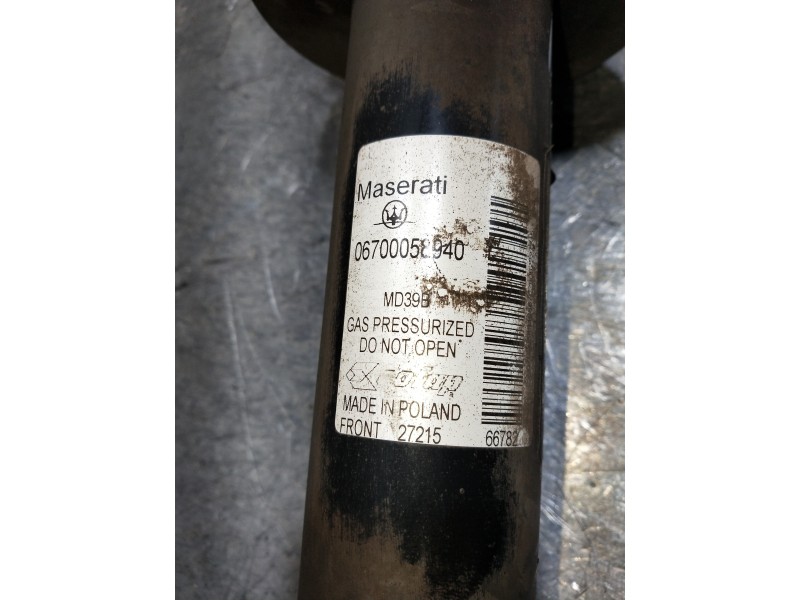 Maserati
06700058940
MD39B
GAS PRESSURIZED
DO NOT OPEN
MADE IN POLAND
FRONT 27215
66782